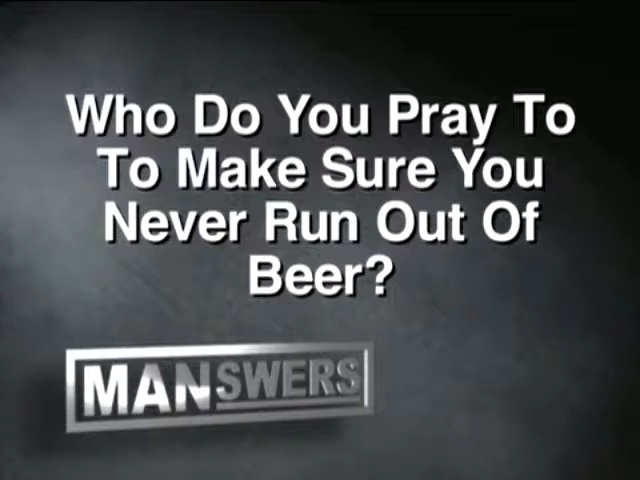 Who Do You Pray To
To Make Sure You
Never Run Out Of
Beer?
MANSWERS